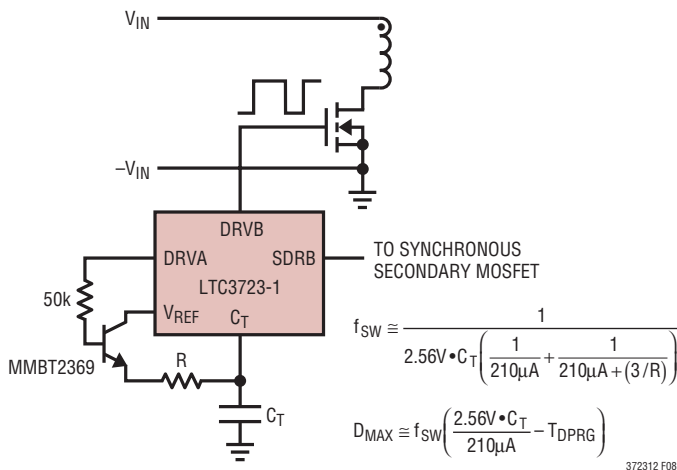 VIN
–VIN
DRVB
DRVA
SDRB
LTC3723-1
VREF
CT
TO SYNCHRONOUS
SECONDARY MOSFET
50k
MMBT2369
R
CT
fSW ≅ 1 / (2.56V•CT(1/210µA + 1/(210µA + (3/R))))
DMAX ≅ fSW(2.56V•CT/210µA – TDPRG)
372312 F08